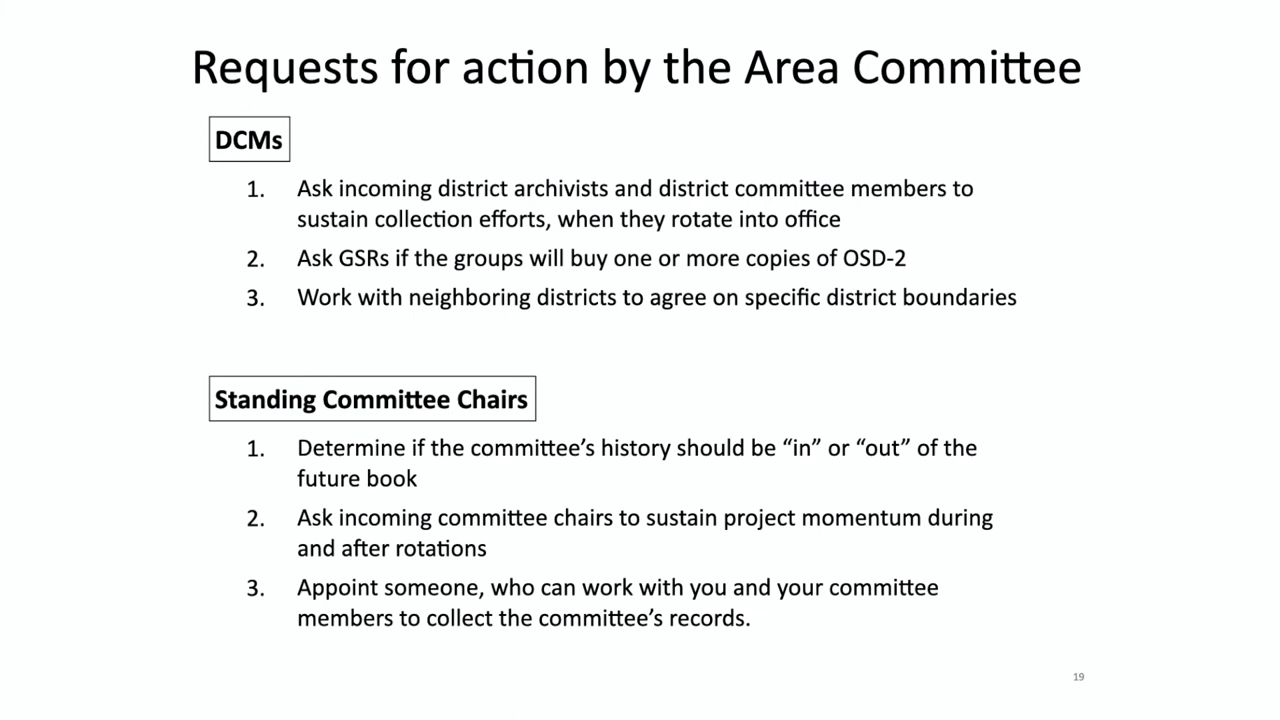 Requests for action by the Area Committee
DCMs
1. Ask incoming district archivists and district committee members to
sustain collection efforts, when they rotate into office
2. Ask GSRs if the groups will buy one or more copies of OSD-2
3. Work with neighboring districts to agree on specific district boundaries
Standing Committee Chairs
1. Determine if the committee’s history should be “in” or “out” of the
future book
2. Ask incoming committee chairs to sustain project momentum during
and after rotations
3. Appoint someone, who can work with you and your committee
members to collect the committee’s records.
19